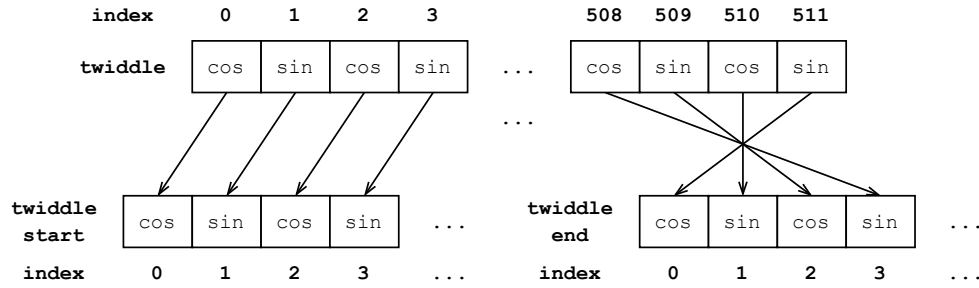 index 0 1 2 3 508 509 510 511
twiddle cos sin cos sin ... cos sin cos sin
...
twiddle start cos sin cos sin ... twiddle end cos sin cos sin ...
index 0 1 2 3 ... index 0 1 2 3 ...